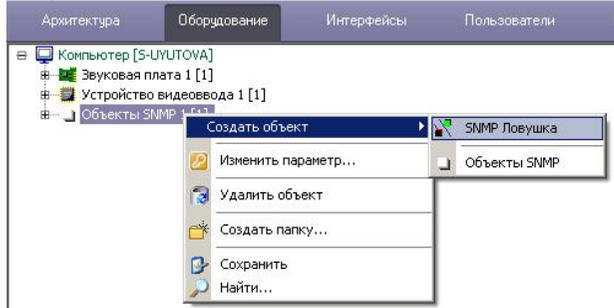 Архитектура Оборудование Интерфейсы Пользователи
Компьютер [S-UYUTOVA]
Звуковая плата 1 [1]
Устройство видеоввода 1 [1]
Объекты SNMP 1 [1]
Создать объект
SNMP Ловушка
Изменить параметр...
Объекты SNMP
Удалить объект
Создать папку...
Сохранить
Найти...